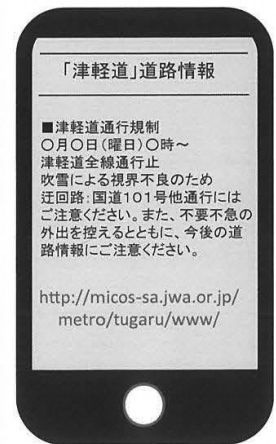 「津軽道」道路情報
■津軽道通行規制
〇月〇日(曜日)〇時～
津軽道全線通行止
吹雪による視界不良のため
迂回路:国道101号他通行には
ご注意ください。また、不要不急の
外出を控えるとともに、今後の道
路情報にご注意ください。
http://micos-sa.jwa.or.jp/
metro/tugaru/www/